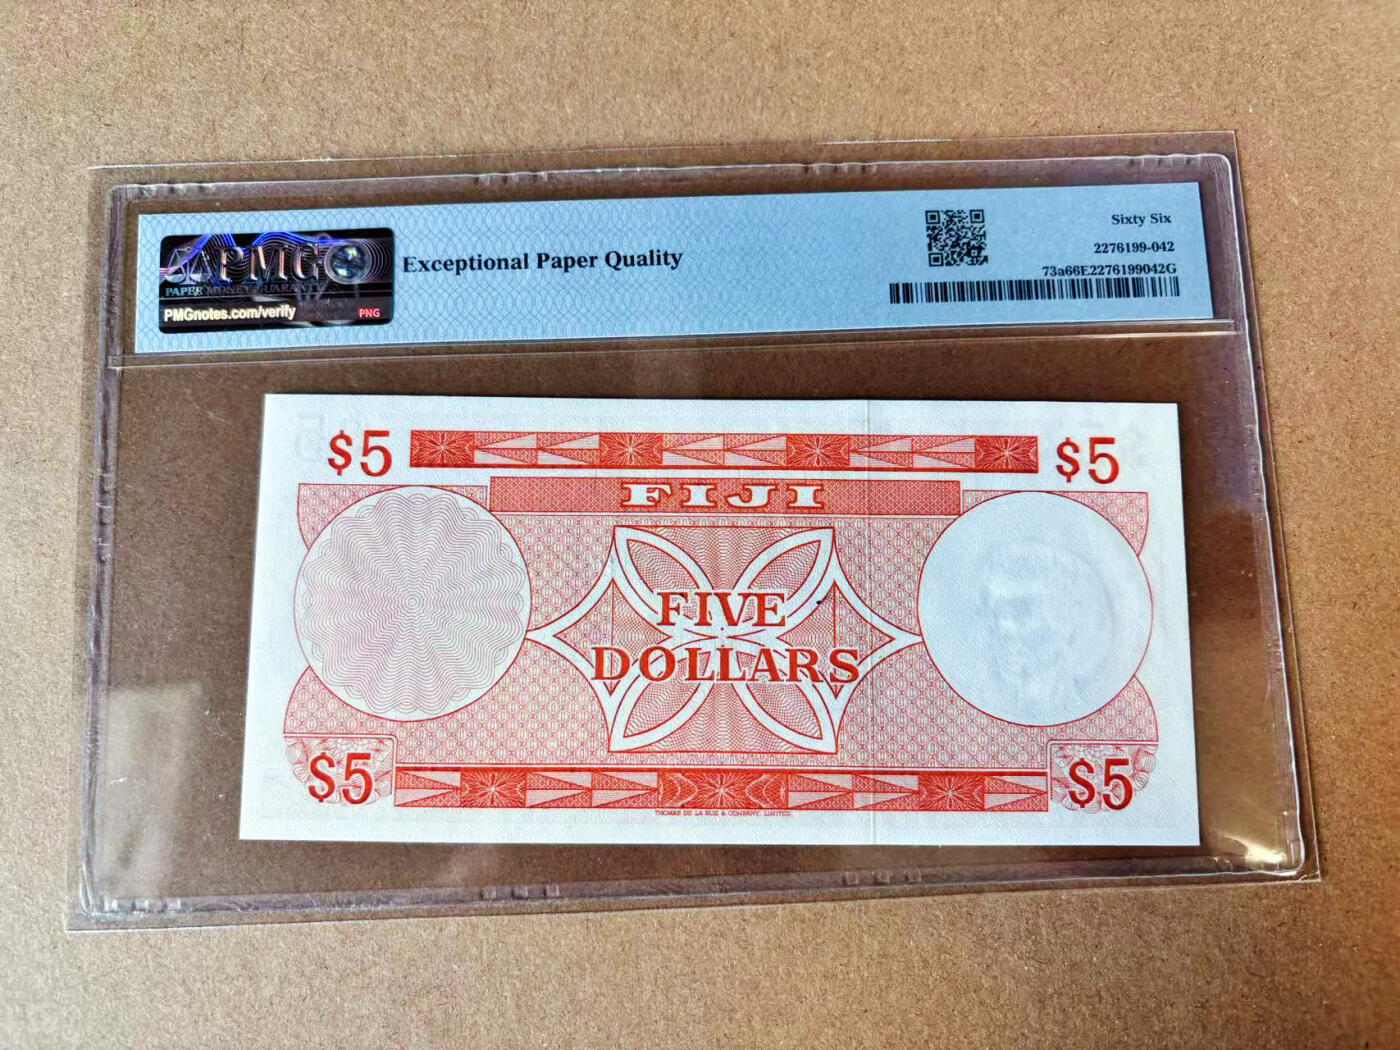 PMG
PAPER MONEY GUARANTY
PMGnotes.com/verify
PNG
Exceptional Paper Quality
Sixty Six
2276199-042
73a66E2276199042G
$5
$5
FIJI
FIVE
DOLLARS
$5
$5
THOMAS DE LA RUE & COMPANY, LIMITED.